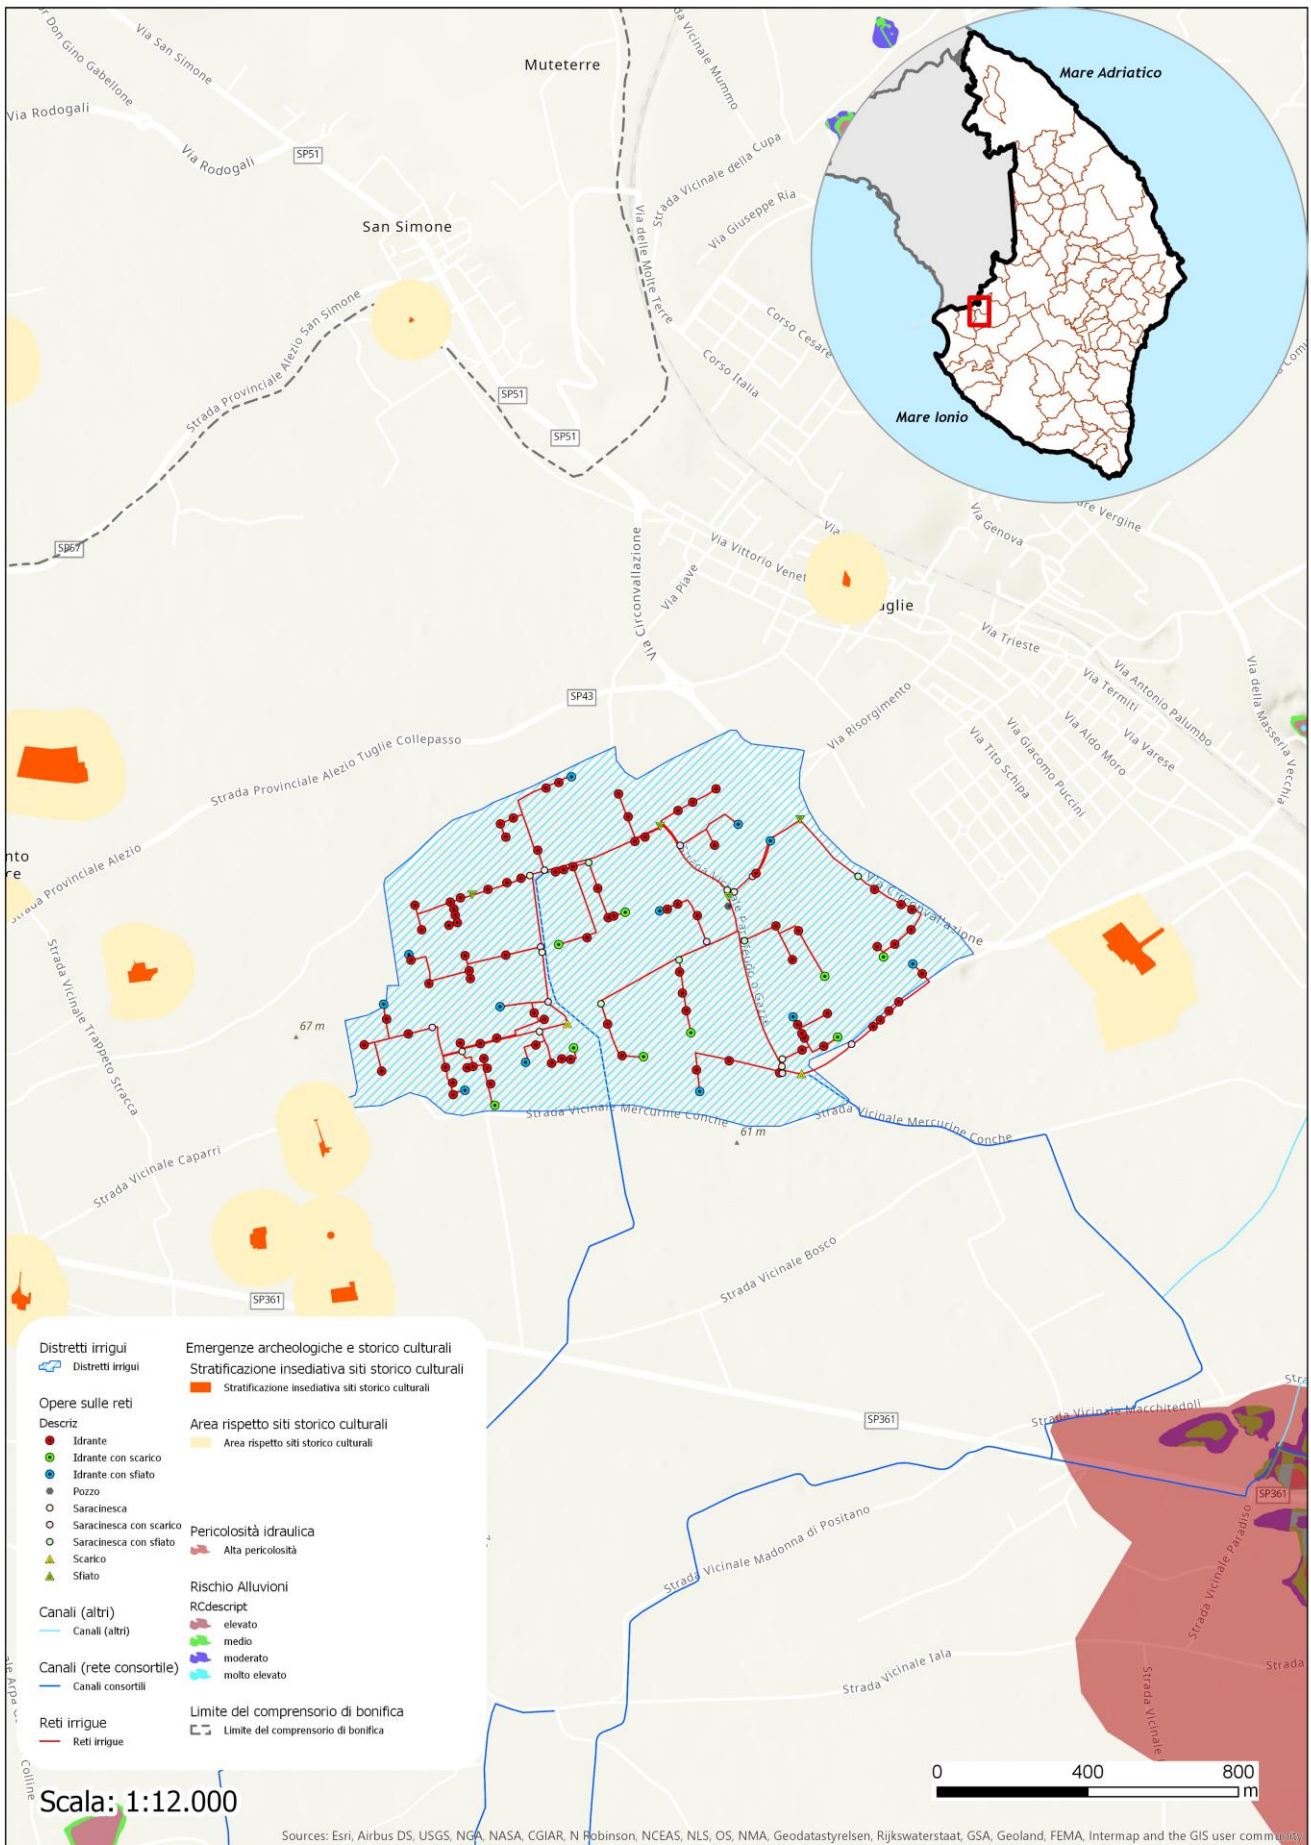 Via San Simone
Don Gino Gabellone
Via Rodogali
Via Rodogali
SP51
Muteterre
Vicinale Mummo
Strada Vicinale della Cupa
Via Giuseppe Ria
Via delle Molte Terre
Mare Adriatico
Mare Ionio
San Simone
Strada Provinciale Alezio San Simone
Corso Cesare
Corso Italia
SP51
SP51
SP57
Via Genova
Vergine
Via Circonvallazione
Via
Via Vittorio Venet
Via Piave
uglie
Via Trieste
Via Antonio Palumbo
Via Termiti
Via della Masseria Vecchia
SP43
Via Risorgimento
Via Varese
Via Aldo Moro
Via Giacomo Puccini
Via Tito Schipa
Strada Provinciale Alezio Tuglie Collepasso
nto
re
Strada Provinciale Alezio
Via Circonvallazione
Strada Vicinale Trappeto Stracca
67 m
Strada Vicinale Mercurine Conche
Strada Vicinale Mercurine Conche
61 m
Strada Vicinale Caparri
Strada Vicinale Bosco
SP361
Distretti irrigui
Distretti irrigui
Opere sulle reti
Descriz
Idrante
Idrante con scarico
Idrante con sfiato
Pozzo
Saracinesca
Saracinesca con scarico
Saracinesca con sfiato
Scarico
Sfiato
Canali (altri)
Canali (altri)
Canali (rete consortile)
Canali consortili
Reti irrigue
Reti irrigue
Emergenze archeologiche e storico culturali
Stratificazione insediativa siti storico culturali
Stratificazione insediativa siti storico culturali
Area rispetto siti storico culturali
Area rispetto siti storico culturali
Pericolosità idraulica
Alta pericolosità
Rischio Alluvioni
RCdescript
elevato
medio
moderato
molto elevato
Limite del comprensorio di bonifica
Limite del comprensorio di bonifica
Stra
Strada Vicinale Macchitedoli
SP361
SP361
Strada Vicinale Paradiso
Strada Vicinale Madonna di Positano
Strada Vicinale Iala
Strada
Strada Vicinale
Colline
Scala: 1:12.000
0 400 800
m
Sources: Esri, Airbus DS, USGS, NGA, NASA, CGIAR, N Robinson, NCEAS, NLS, OS, NMA, Geodatastyrelsen, Rijkswaterstaat, GSA, Geoland, FEMA, Intermap and the GIS user community